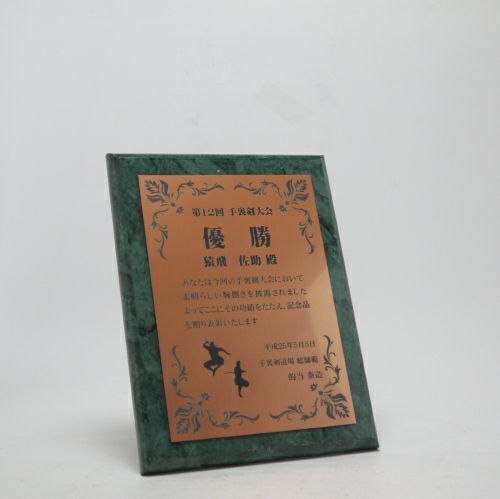 第12回 手裏剣大会
優 勝
猿飛 佐助 殿
あなたは今回の手裏剣大会において
素晴らしい腕捌きを披露されました
よってここにその功績をたたえ、記念品
を贈り表彰いたします
平成25年5月5日
手裏剣道場 総師範
的当 泰造